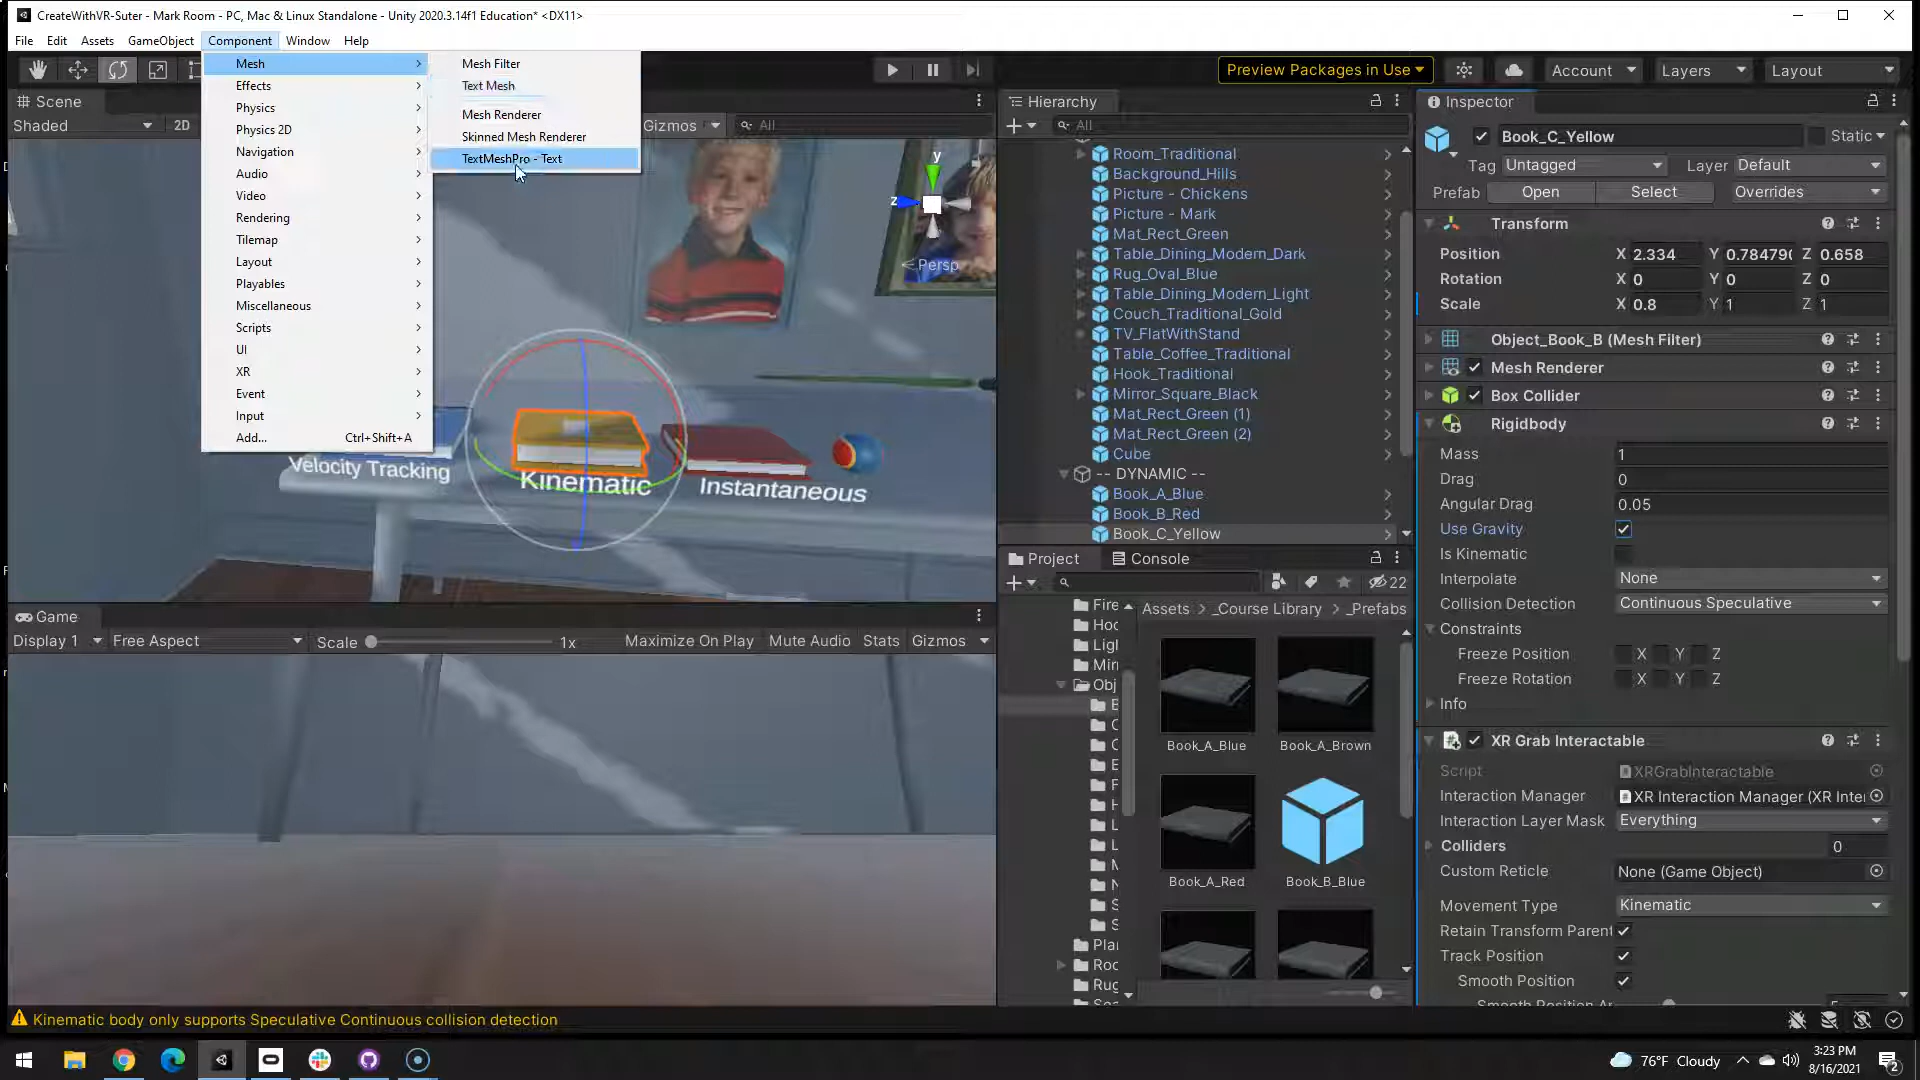 CreateWithVR-Suter - Mark Room - PC, Mac & Linux Standalone - Unity 2020.3.14f1 Education* <DX11>
File Edit Assets GameObject Component Window Help
Mesh
Effects
Physics
Physics 2D
Navigation
Audio
Video
Rendering
Tilemap
Layout
Playables
Miscellaneous
Scripts
UI
XR
Event
Input
Add... Ctrl+Shift+A
Mesh Filter
Text Mesh
Mesh Renderer
Skinned Mesh Renderer
TextMeshPro - Text
Preview Packages in Use
Account
Layers
Layout
Scene
Shaded
2D
Gizmos
All
y
z
Persp
Velocity Tracking
Kinematic
Instantaneous
Game
Display 1
Free Aspect
Scale
1x
Maximize On Play
Mute Audio
Stats
Gizmos
Hierarchy
All
Room_Traditional
Background_Hills
Picture - Chickens
Picture - Mark
Mat_Rect_Green
Table_Dining_Modern_Dark
Rug_Oval_Blue
Table_Dining_Modern_Light
Couch_Traditional_Gold
TV_FlatWithStand
Table_Coffee_Traditional
Hook_Traditional
Mirror_Square_Black
Mat_Rect_Green (1)
Mat_Rect_Green (2)
Cube
-- DYNAMIC --
Book_A_Blue
Book_B_Red
Book_C_Yellow
Project
Console
22
Fire
Hoo
Ligl
Miri
Obj
Plan
Roo
Rug
Assets > _Course Library > _Prefabs
Book_A_Blue
Book_A_Brown
Book_A_Red
Book_B_Blue
Inspector
Book_C_Yellow
Static
Tag Untagged
Layer Default
Prefab Open Select Overrides
Transform
Position X 2.334 Y 0.784790 Z 0.658
Rotation X 0 Y 0 Z 0
Scale X 0.8 Y 1 Z 1
Object_Book_B (Mesh Filter)
Mesh Renderer
Box Collider
Rigidbody
Mass 1
Drag 0
Angular Drag 0.05
Use Gravity
Is Kinematic
Interpolate None
Collision Detection Continuous Speculative
Constraints
Freeze Position X Y Z
Freeze Rotation X Y Z
Info
XR Grab Interactable
Script XRGrabInteractable
Interaction Manager XR Interaction Manager (XR Inte
Interaction Layer Mask Everything
Colliders 0
Custom Reticle None (Game Object)
Movement Type Kinematic
Retain Transform Parent
Track Position
Smooth Position
Kinematic body only supports Speculative Continuous collision detection
76°F Cloudy
3:23 PM
8/16/2021
2